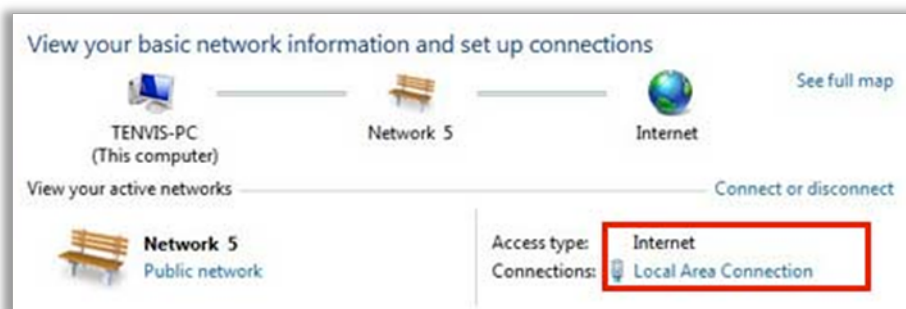 View your basic network information and set up connections
See full map
TENVIS-PC
(This computer)
Network 5
Internet
View your active networks
Connect or disconnect
Network 5
Public network
Access type: Internet
Connections: Local Area Connection